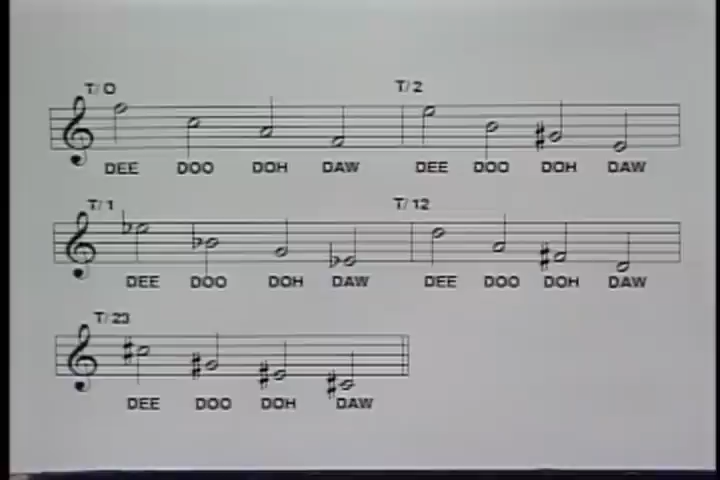 T/ 0 T/ 2
DEE DOO DOH DAW DEE DOO DOH DAW
T/ 1 T/ 12
DEE DOO DOH DAW DEE DOO DOH DAW
T/ 23
DEE DOO DOH DAW